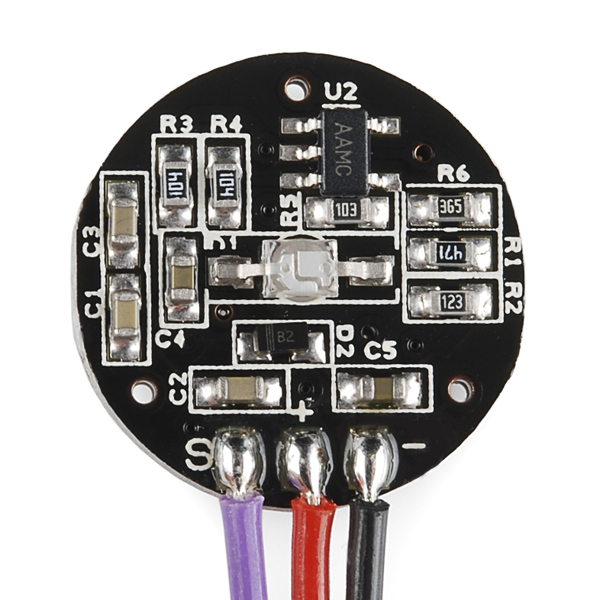 U2
R3 R4
AAMC
R6
104
104
R5
103
365
C3
D1
471
R1
C1
123
R2
C4
B2
D2
C5
C2
+
S
-